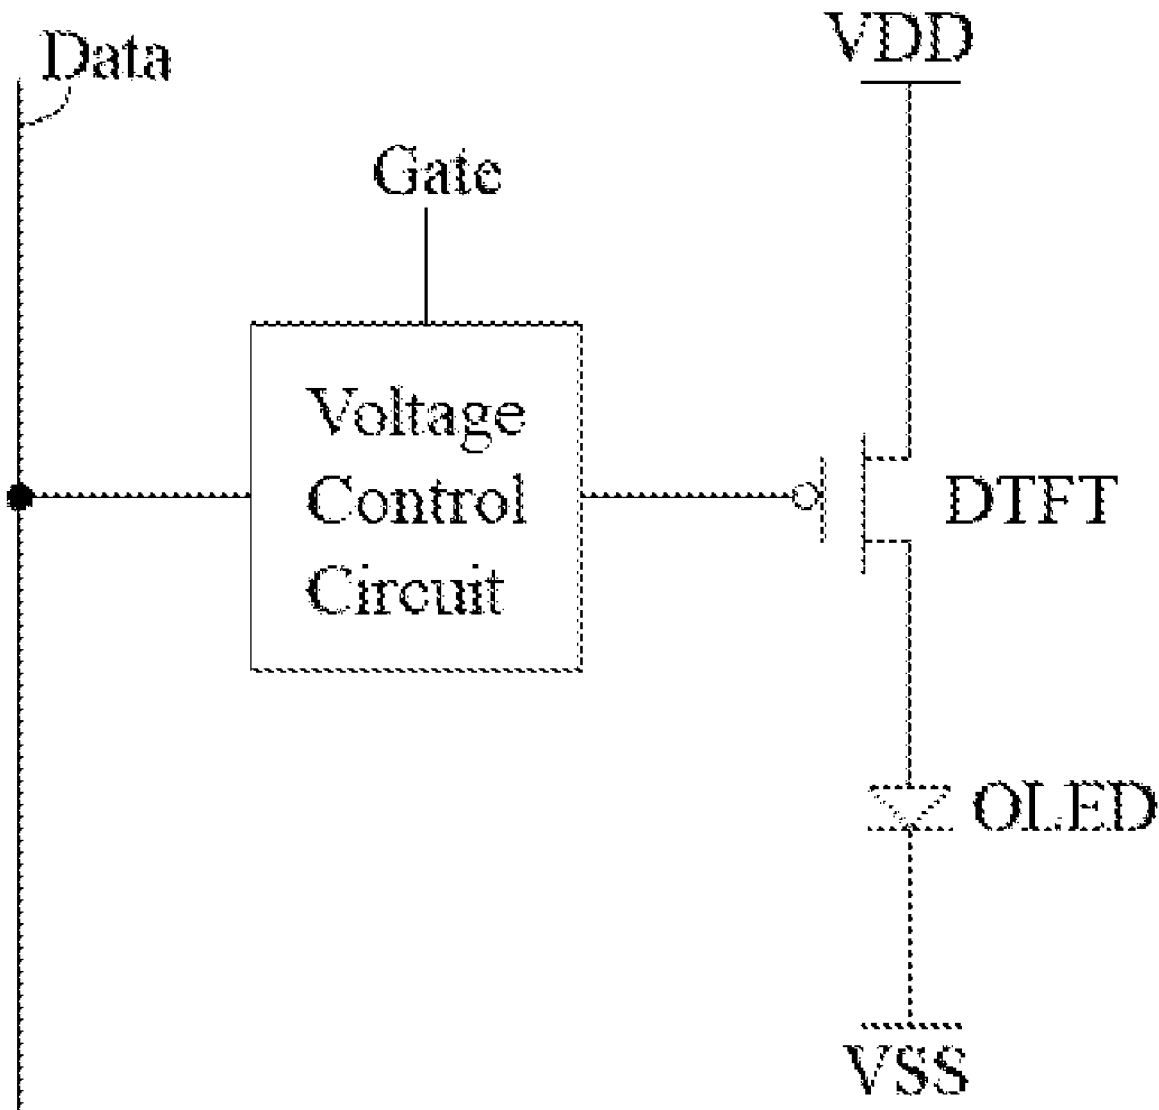 Data
VDD
Gate
Voltage
Control
Circuit
DTFT
OLED
VSS